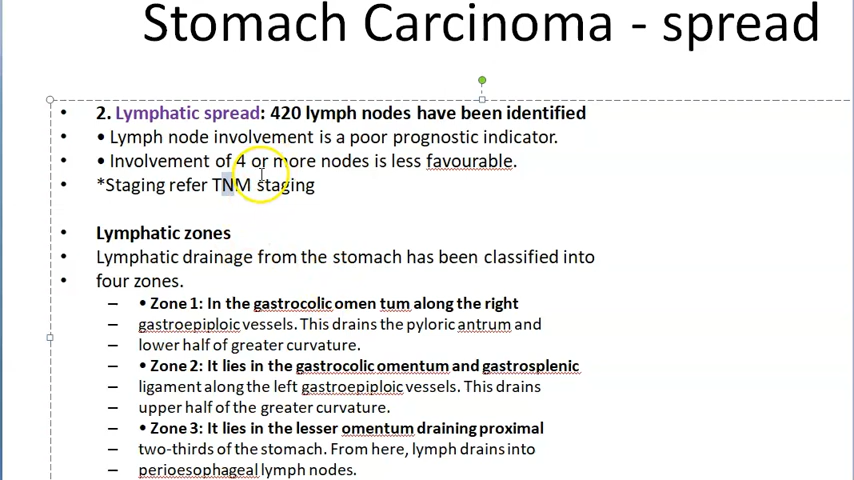 Stomach Carcinoma - spread
• 2. Lymphatic spread: 420 lymph nodes have been identified
• • Lymph node involvement is a poor prognostic indicator.
• • Involvement of 4 or more nodes is less favourable.
• *Staging refer TNM staging
• Lymphatic zones
• Lymphatic drainage from the stomach has been classified into
• four zones.
– • Zone 1: In the gastrocolic omen tum along the right
– gastroepiploic vessels. This drains the pyloric antrum and
– lower half of greater curvature.
– • Zone 2: It lies in the gastrocolic omentum and gastrosplenic
– ligament along the left gastroepiploic vessels. This drains
– upper half of the greater curvature.
– • Zone 3: It lies in the lesser omentum draining proximal
– two-thirds of the stomach. From here, lymph drains into
– perioesophageal lymph nodes.